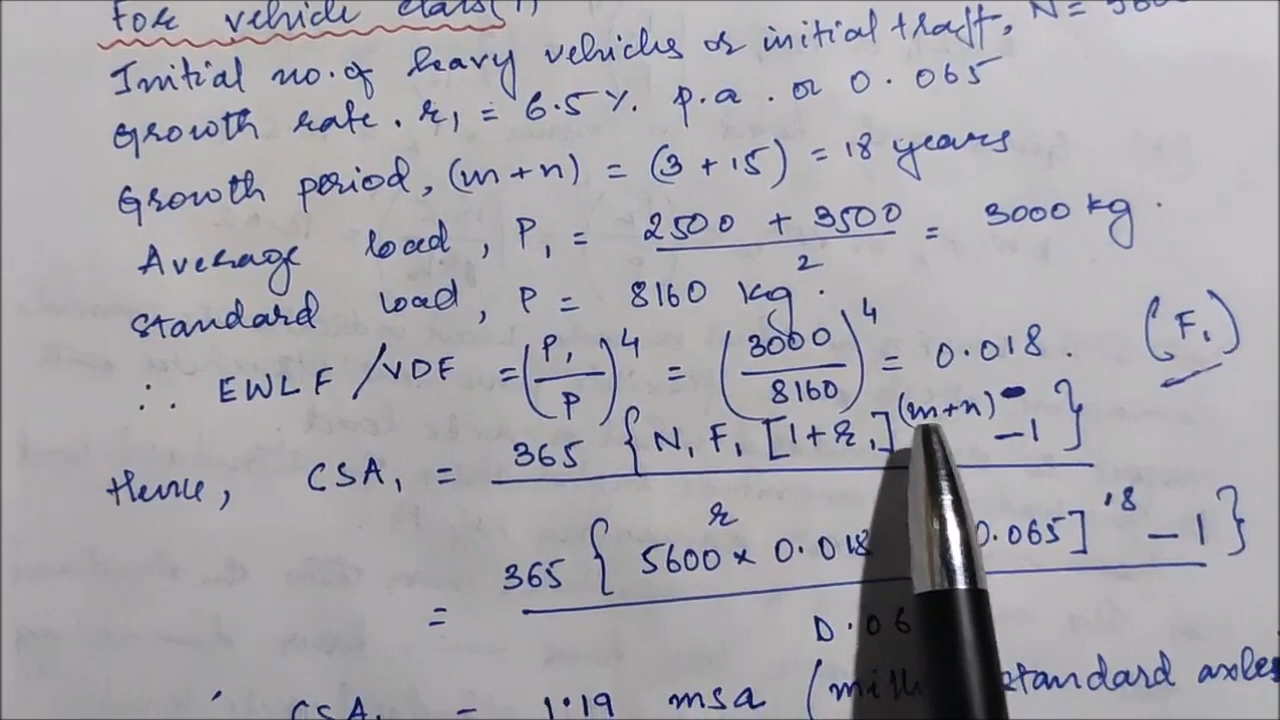 For vehicle class(1)
Initial no. of heavy vehicles or initial traff, N = 5600
Growth rate. r₁ = 6.5 %. p.a. or 0.065
Growth period, (m+n) = (3 + 15) = 18 years
Average load, P₁ = (2500 + 3500)/2 = 3000 kg.
Standard load, P = 8160 kg.
∴ EWLF /VDF = (P₁/P)⁴ = (3000/8160)⁴ = 0.018. (F₁)
Hence, CSA₁ = 365 { N₁ F₁ [1+r₁]^(m+n) −1 } / r
= 365 { 5600 × 0.018 0.065]^18 − 1 } / 0.06
CSA₁ = 1.19 msa ( standard axles